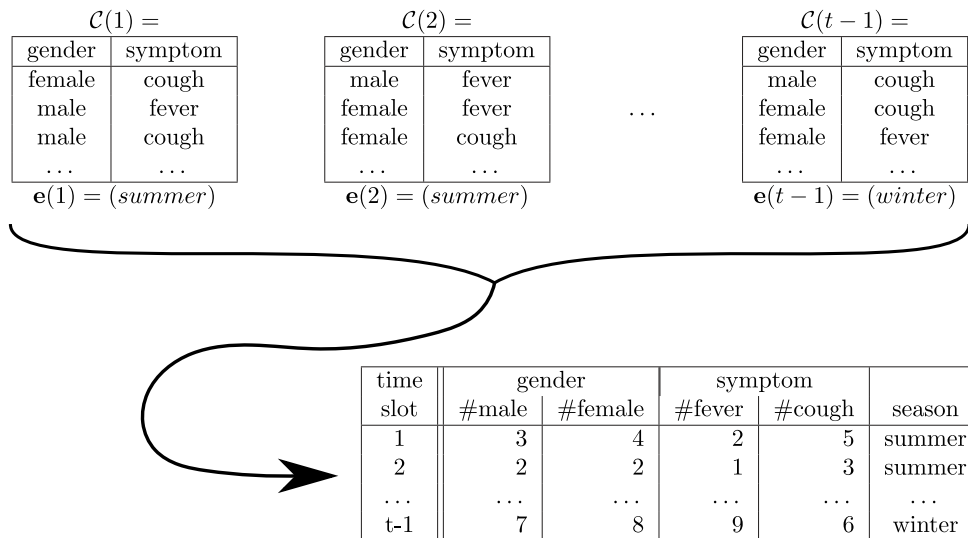 C(1) = C(2) = C(t − 1) =
gender symptom gender symptom gender symptom
female cough male fever male cough
male fever female fever ... female cough
male cough female cough female fever
... ... ... ... ... ...
e(1) = (summer) e(2) = (summer) e(t − 1) = (winter)
time gender symptom
slot #male #female #fever #cough season
1 3 4 2 5 summer
2 2 2 1 3 summer
... ... ... ... ... ...
t-1 7 8 9 6 winter